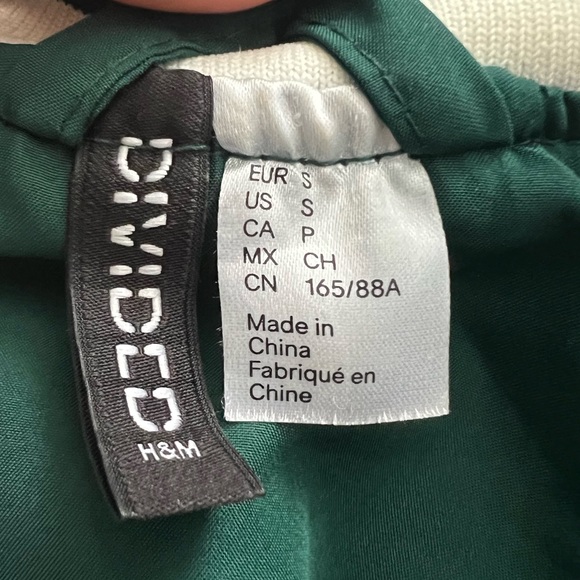 DIVIDED
H&M
EUR S
US S
CA P
MX CH
CN 165/88A
Made in
China
Fabriqué en
Chine